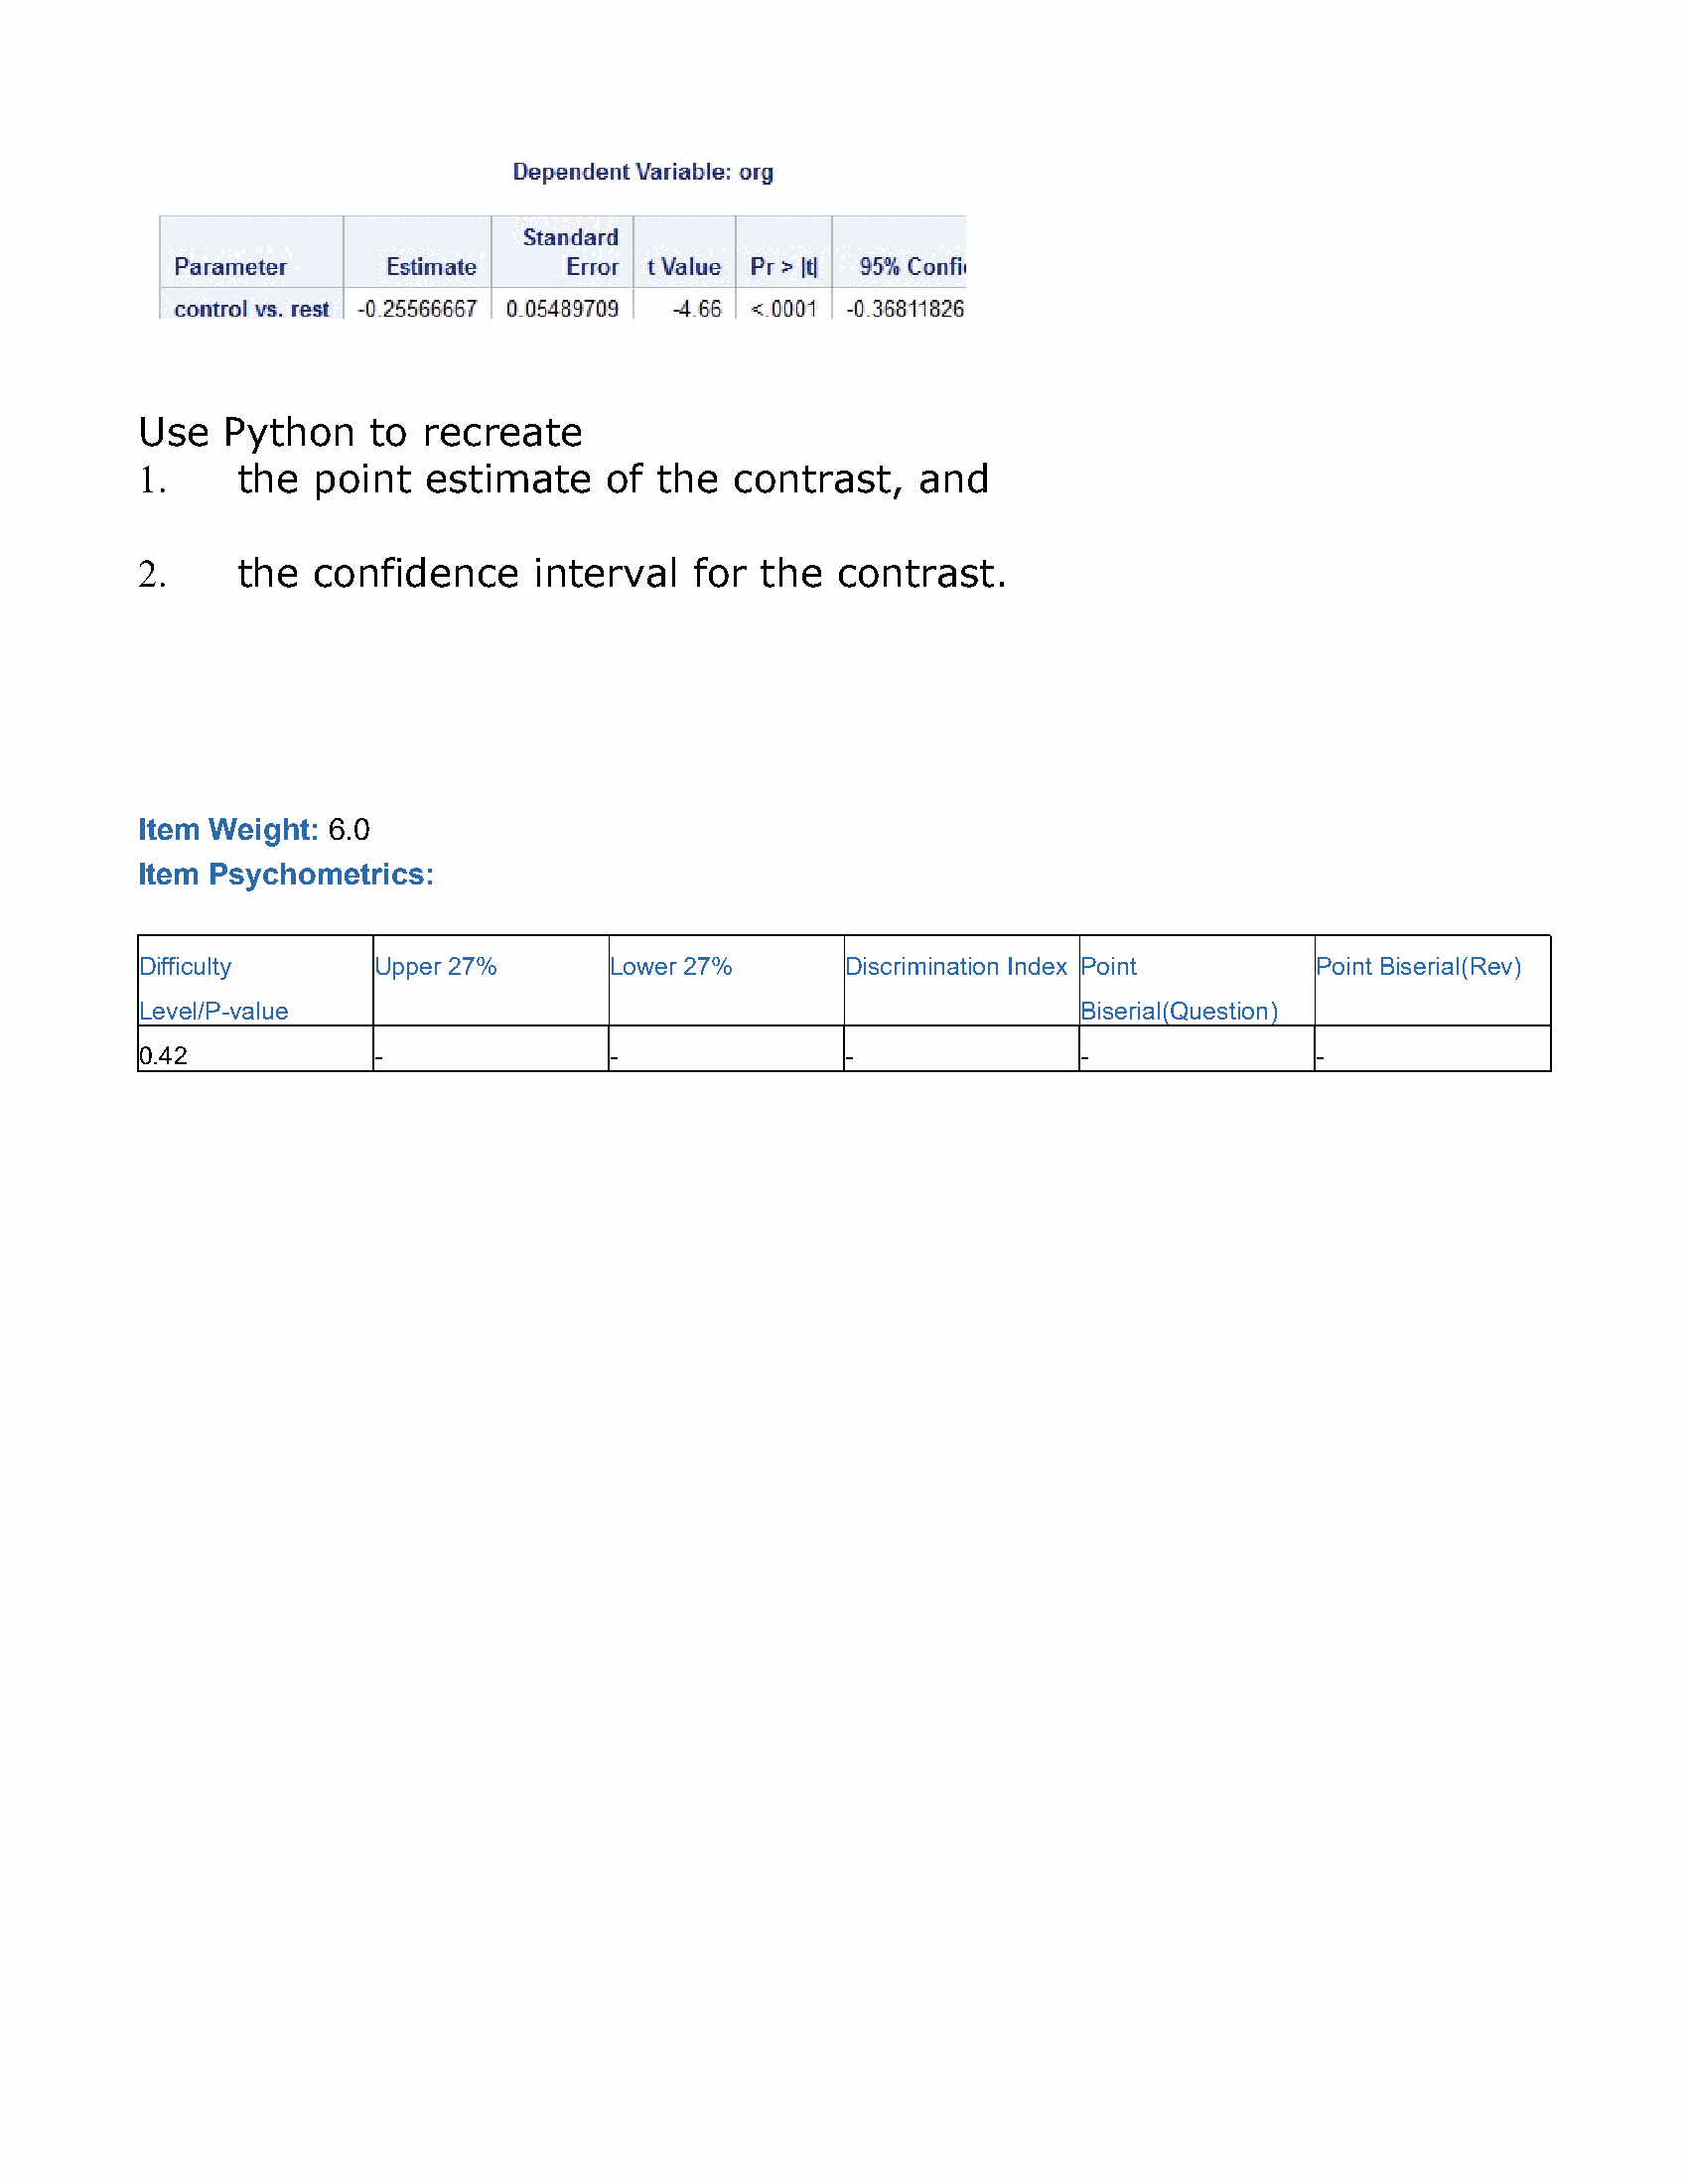 Dependent Variable: org
Standard
Parameter Estimate Error t Value Pr > |t| 95% Confi
control vs. rest -0.25566667 0.05489709 -4.66 <.0001 -0.36811826
Use Python to recreate
1. the point estimate of the contrast, and
2. the confidence interval for the contrast.
Item Weight: 6.0
Item Psychometrics:
Difficulty Upper 27% Lower 27% Discrimination Index Point Point Biserial(Rev)
Level/P-value Biserial(Question)
0.42 - - - - -